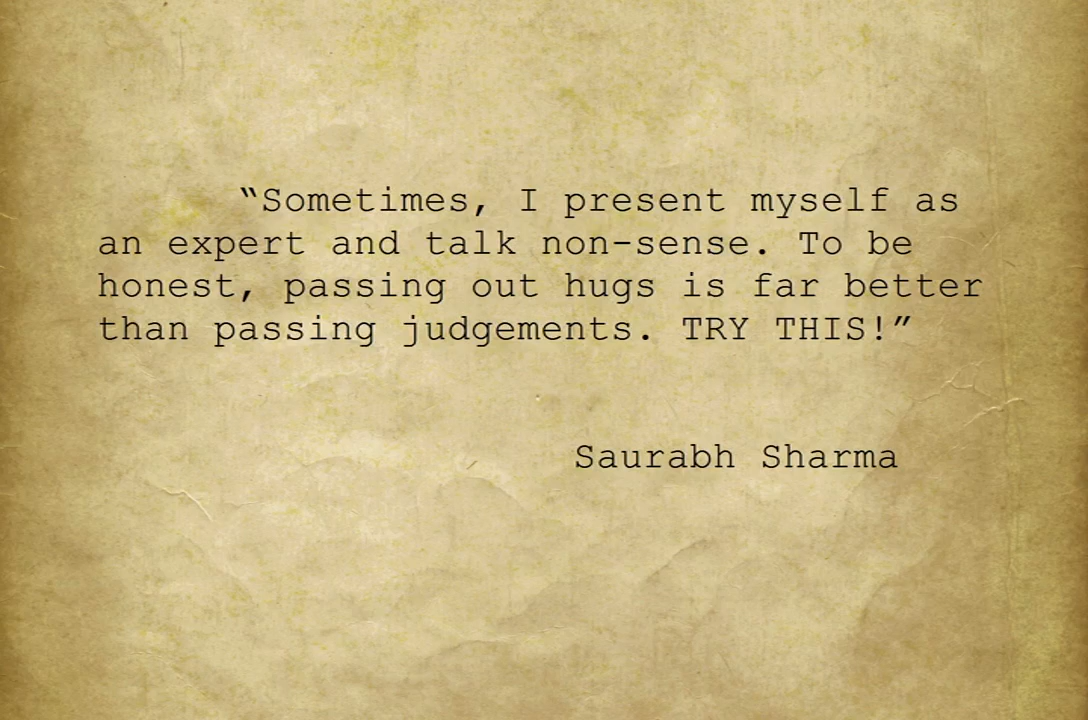 “Sometimes, I present myself as
an expert and talk non-sense. To be
honest, passing out hugs is far better
than passing judgements. TRY THIS!”
Saurabh Sharma